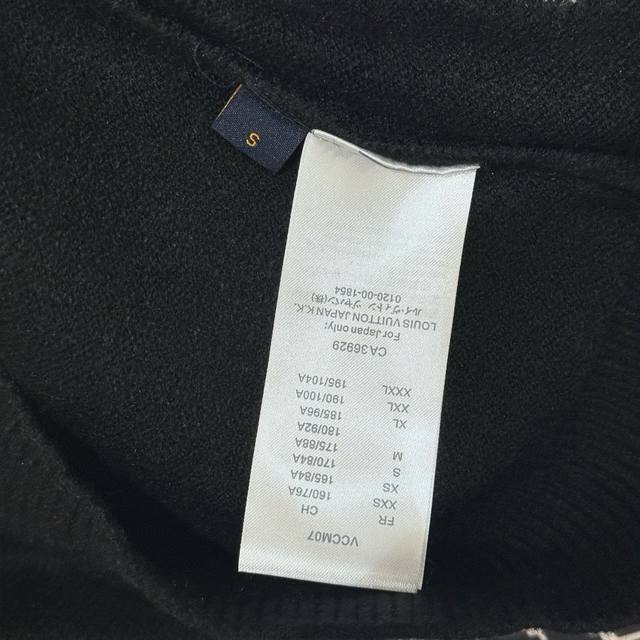 S
VCCM07
FR CH
XXS 160/76A
XS 165/84A
S 170/84A
M 175/88A
180/92A
XL 185/96A
XXL 190/100A
XXXL 195/104A
CA 36929
For Japan only:
LOUIS VUITTON JAPAN K.K.
ルイ・ヴィトン ジャパン(株)
0120-00-1854